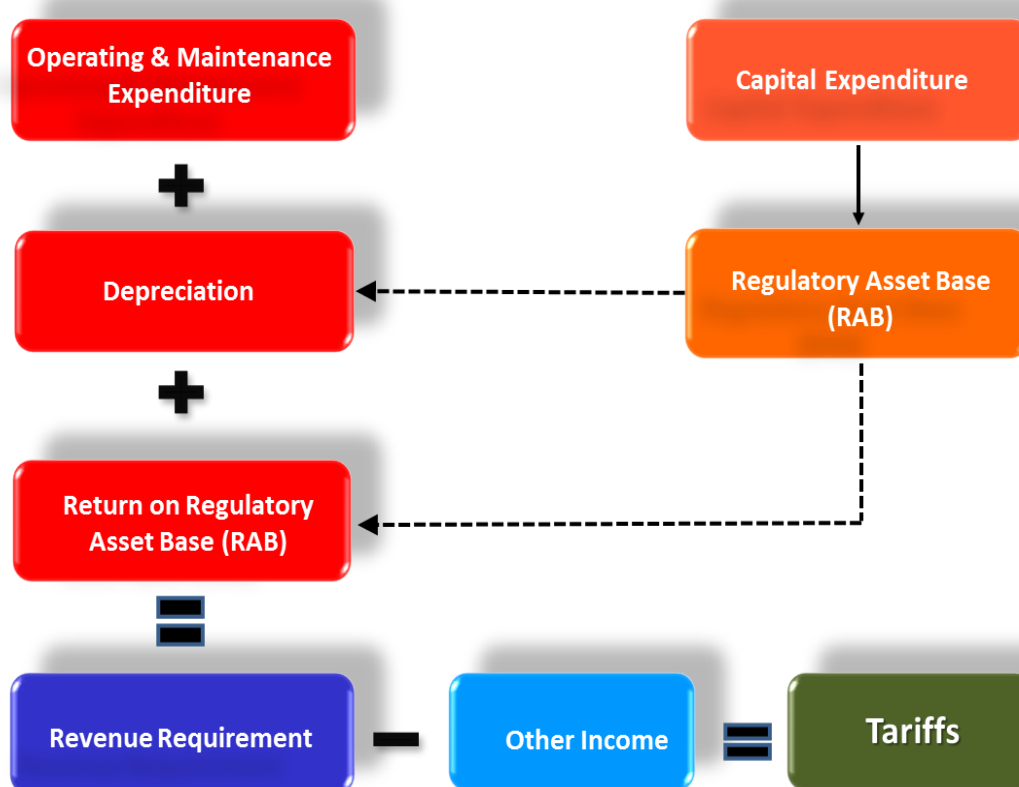 Operating & Maintenance
Expenditure
Capital Expenditure
Depreciation
Regulatory Asset Base
(RAB)
Return on Regulatory
Asset Base (RAB)
Revenue Requirement
Other Income
Tariffs